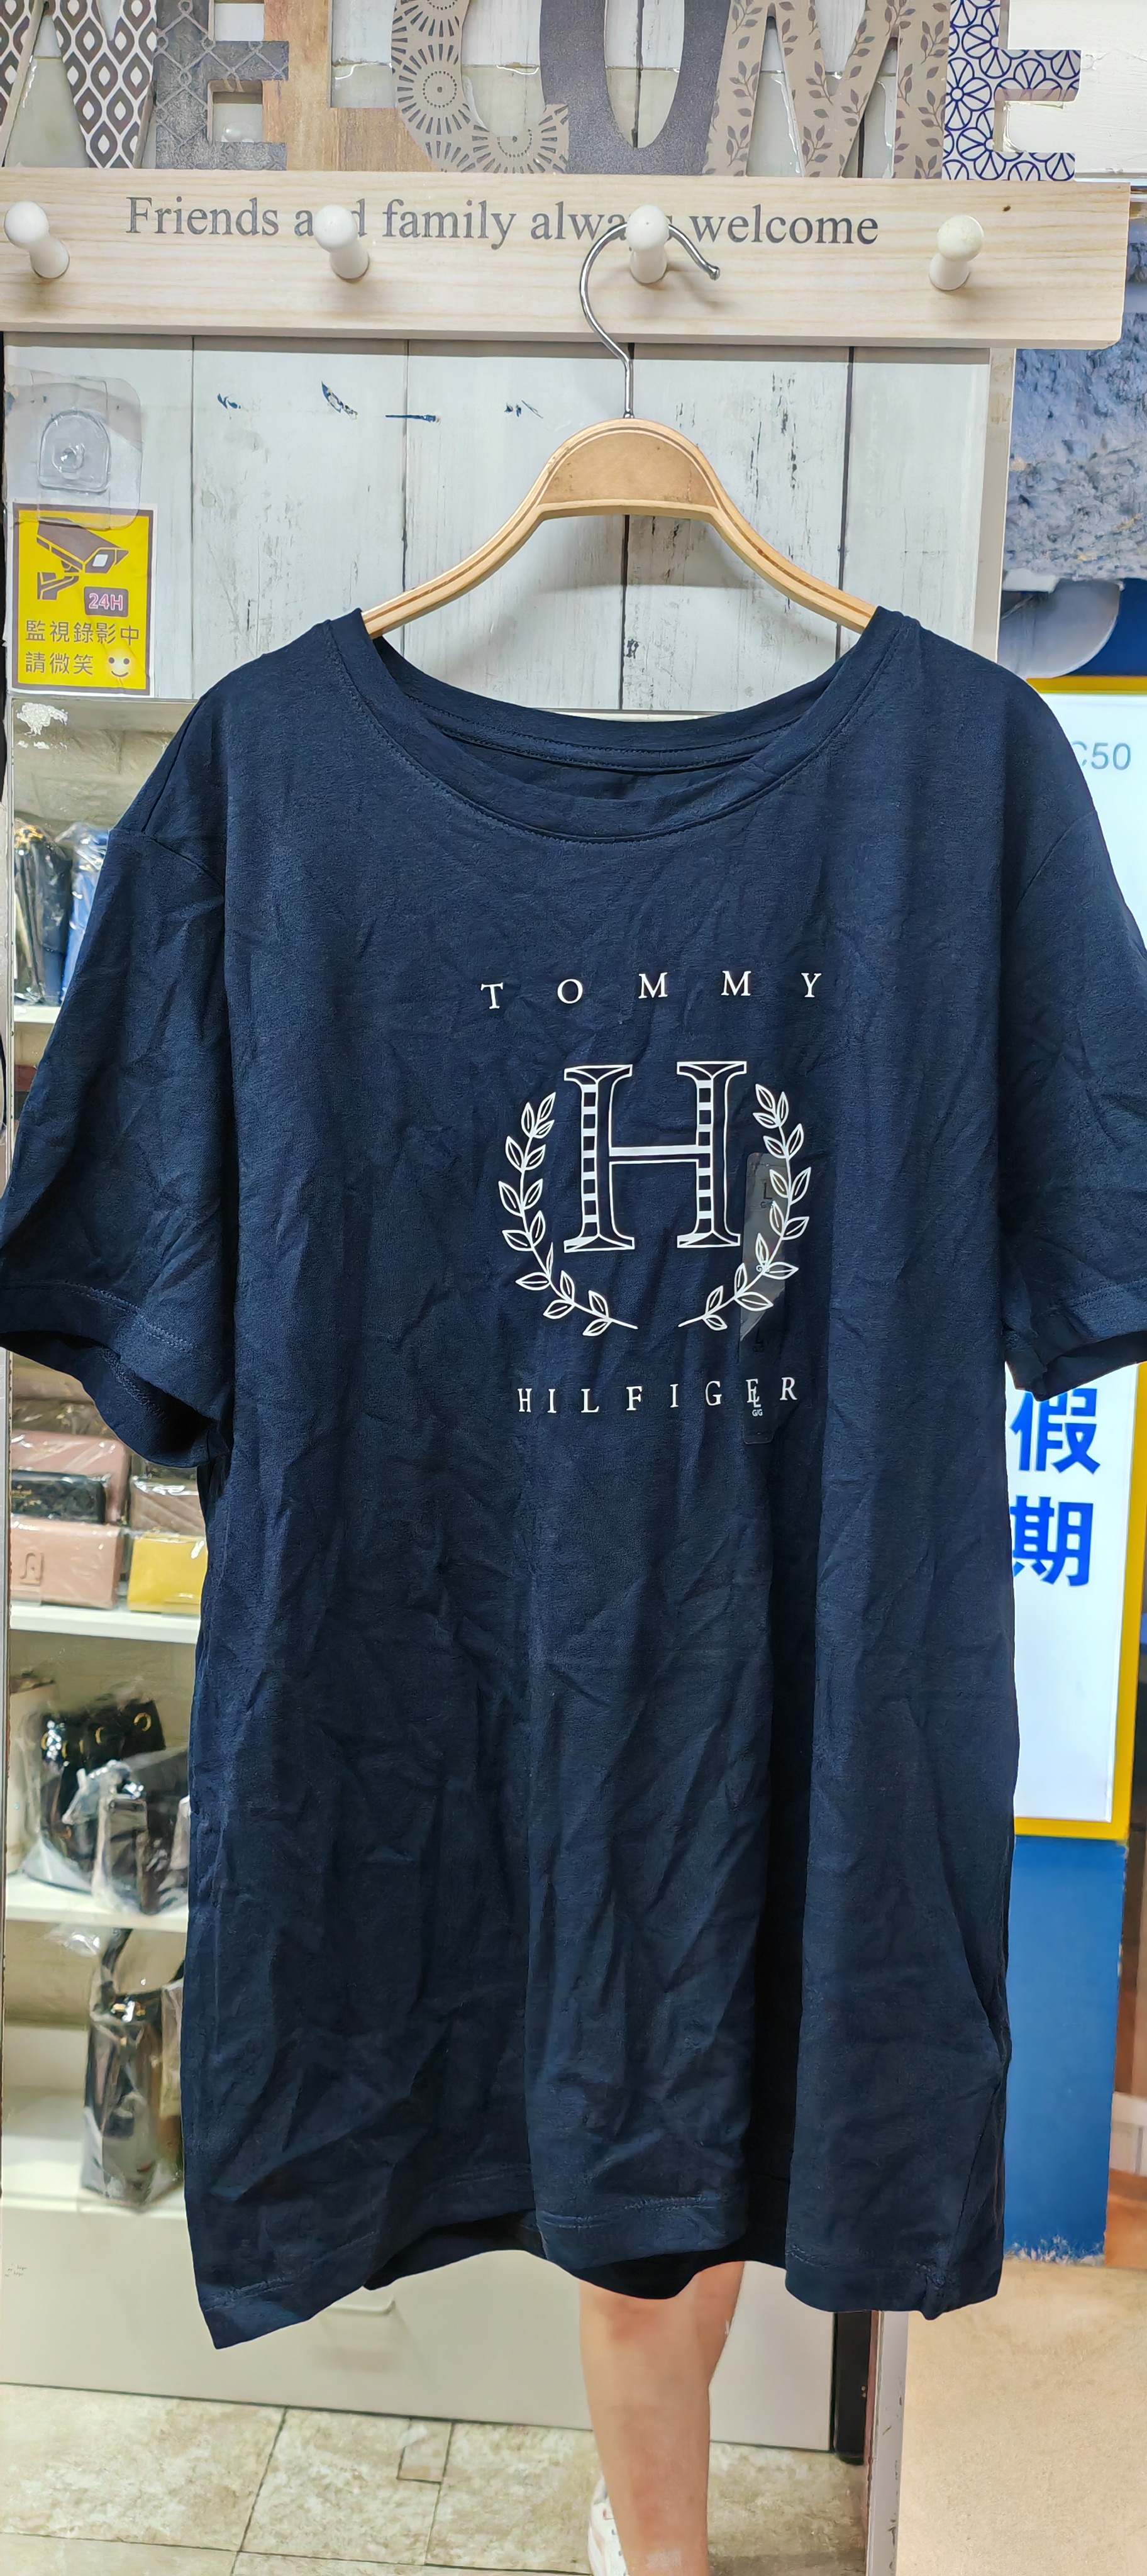 WELCOME
Friends and family always welcome
24H
監視錄影中
請微笑
C50
TOMMY
H
L
G/G
HILFIGER
L
G/G
假
期